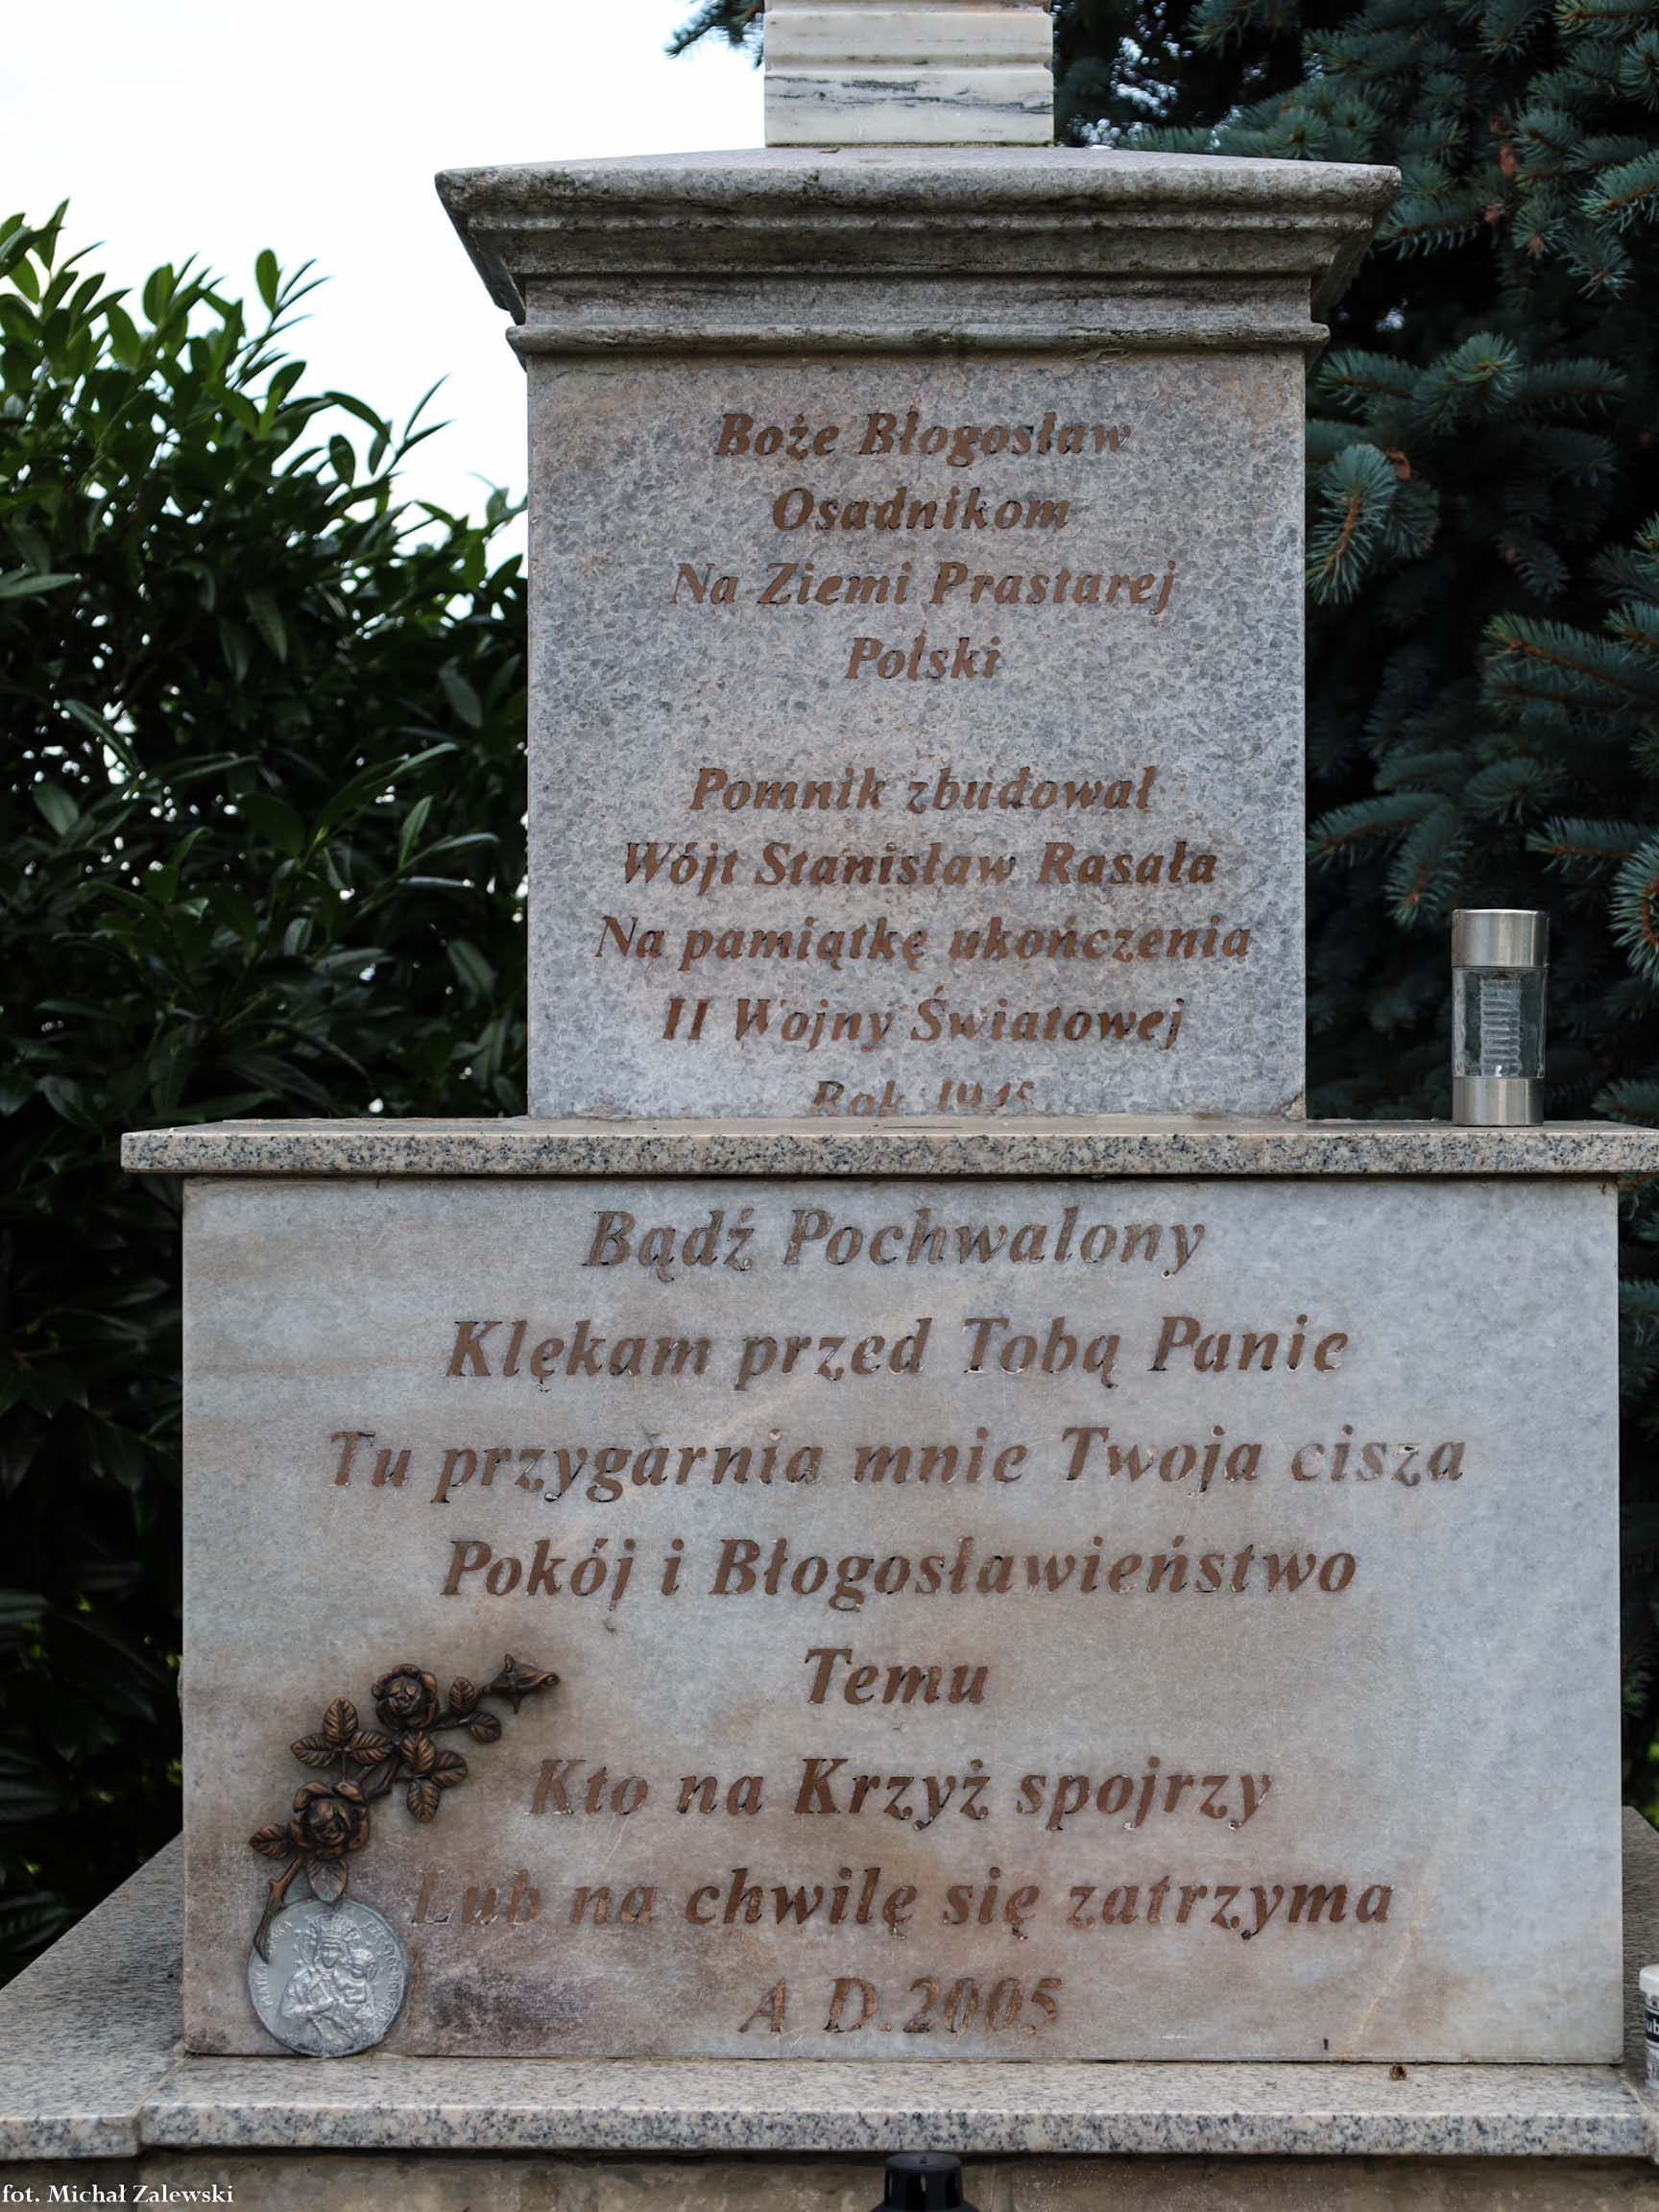 Boże Błogosław
Osadnikom
Na Ziemi Prastarej
Polski
Pomnik zbudował
Wójt Stanisław Rasała
Na pamiątkę ukończenia
II Wojny Światowej
Rok 1945
Bądź Pochwalony
Klękam przed Tobą Panie
Tu przygarnia mnie Twoja cisza
Pokój i Błogosławieństwo
Temu
Kto na Krzyż spojrzy
Lub na chwilę się zatrzyma
A D.2005
fot. Michał Zalewski